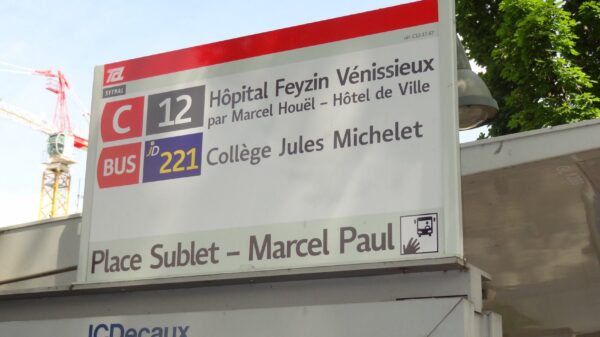 TCL
SYTRAL
C 12 Hôpital Feyzin Vénissieux
par Marcel Houël – Hôtel de Ville
BUS JD 221 Collège Jules Michelet
Place Sublet – Marcel Paul
JCDecaux